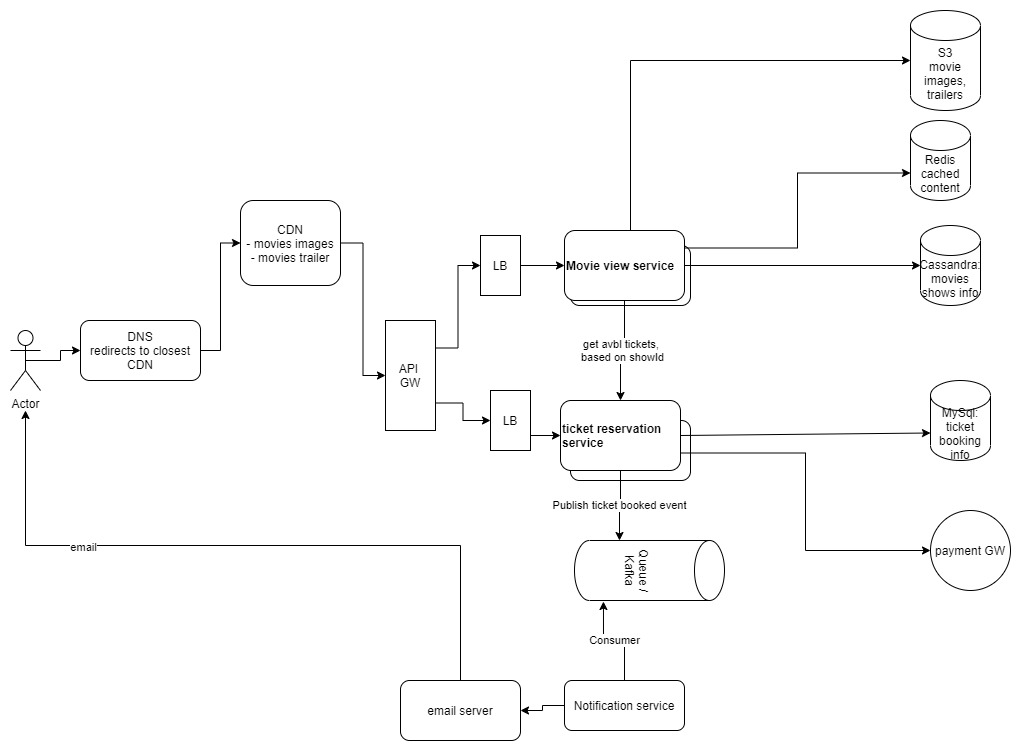 S3
movie
images,
trailers
Redis
cached
content
CDN
- movies images
- movies trailer
LB
Movie view service
Cassandra:
movies
shows info
DNS
redirects to closest
CDN
get avbl tickets,
based on showId
API
GW
Actor
LB
ticket reservation
service
MySql:
ticket
booking
info
Publish ticket booked event
payment GW
Queue /
Kafka
email
Consumer
email server
Notification service